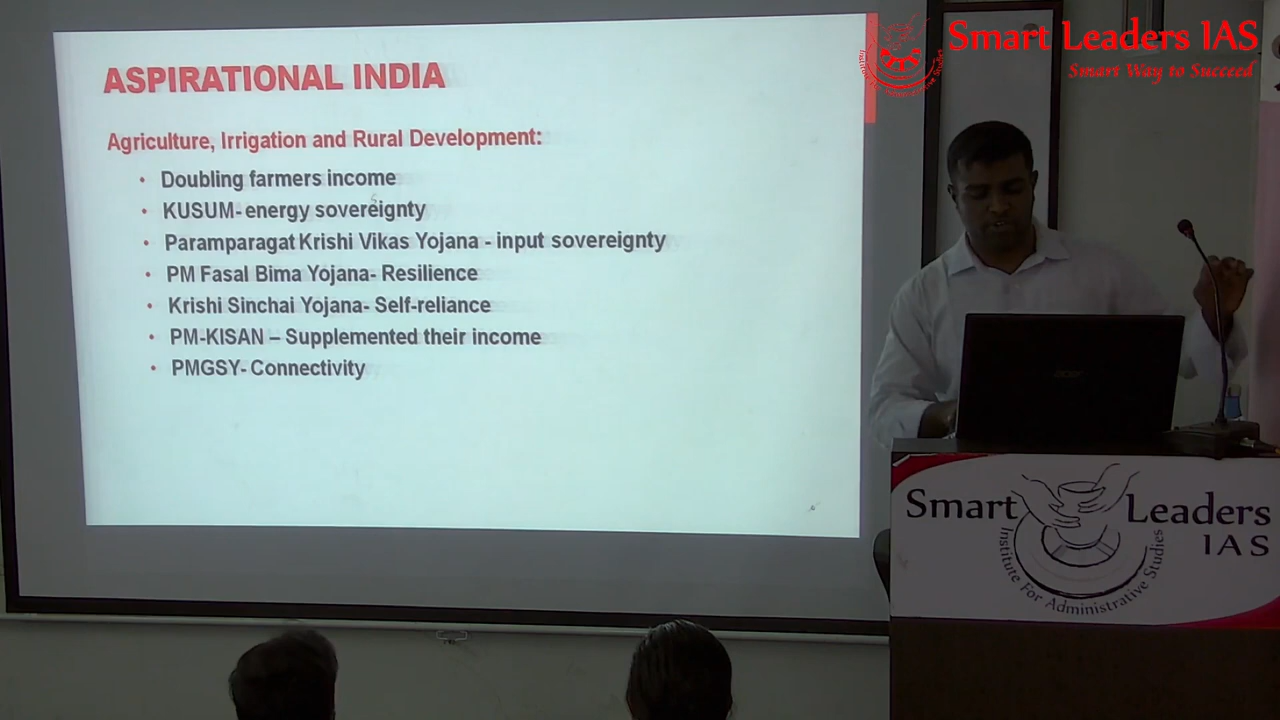 Smart Leaders IAS
Smart Way to Succeed
ASPIRATIONAL INDIA
Agriculture, Irrigation and Rural Development:
• Doubling farmers income
• KUSUM- energy sovereignty
• Paramparagat Krishi Vikas Yojana - input sovereignty
• PM Fasal Bima Yojana- Resilience
• Krishi Sinchai Yojana- Self-reliance
• PM-KISAN – Supplemented their income
• PMGSY- Connectivity
acer
Smart Leaders
IAS
Institute For Administrative Studies